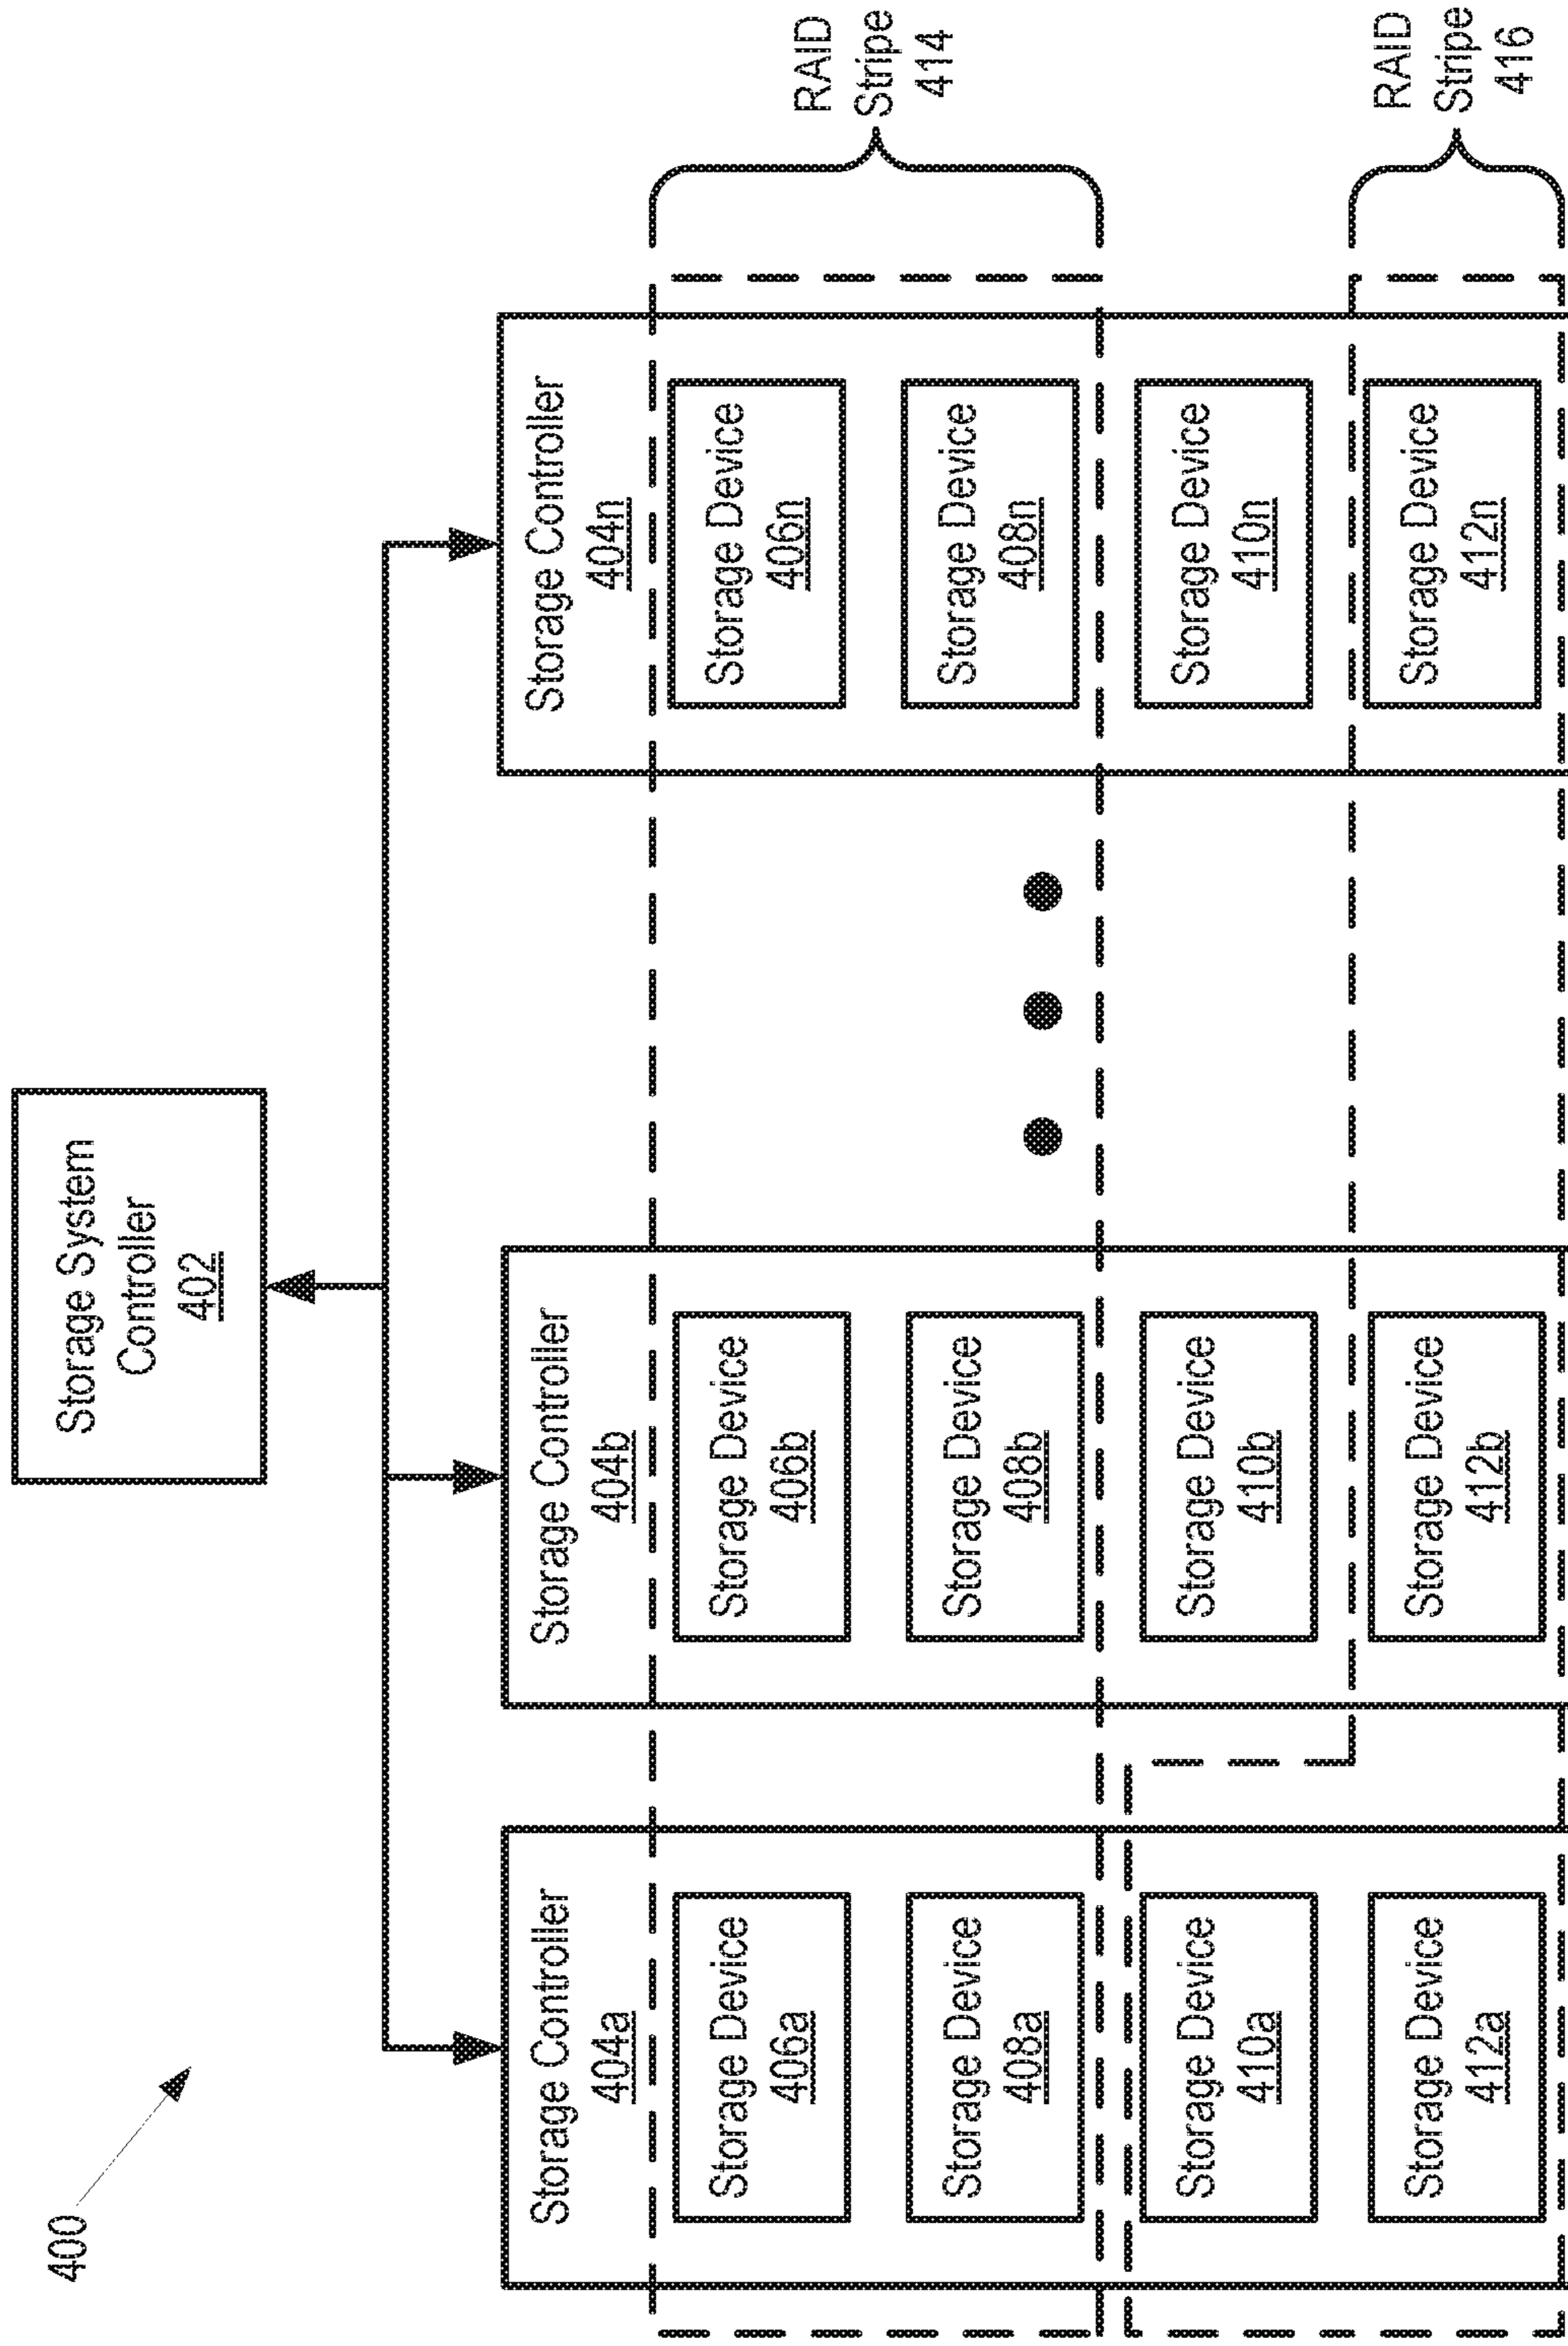 400
Storage System
Controller
402
Storage Controller
404a
Storage Device
406a
Storage Device
408a
Storage Device
410a
Storage Device
412a
Storage Controller
404b
Storage Device
406b
Storage Device
408b
Storage Device
410b
Storage Device
412b
Storage Controller
404n
Storage Device
406n
Storage Device
408n
Storage Device
410n
Storage Device
412n
RAID
Stripe
414
RAID
Stripe
416